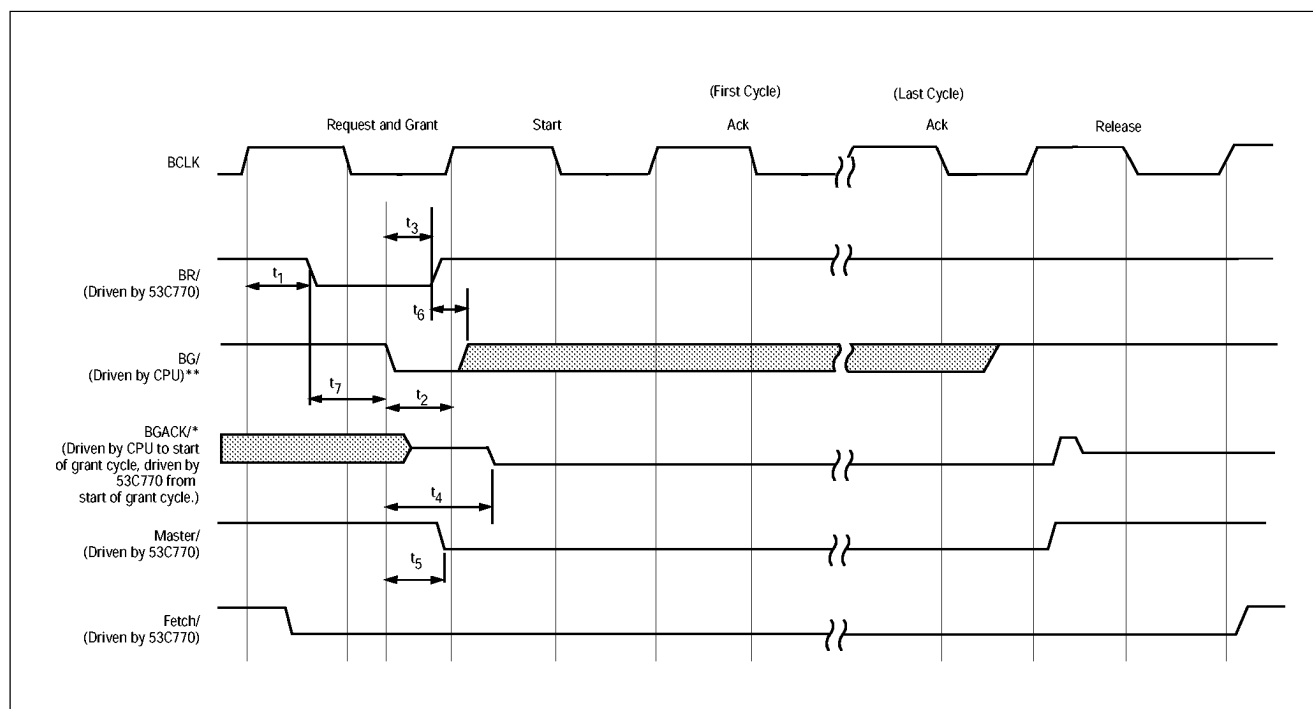 (First Cycle)
(Last Cycle)
Request and Grant
Start
Ack
Ack
Release
BCLK
t3
BR/
(Driven by 53C770)
t1
t6
BG/
(Driven by CPU)**
t7
t2
BGACK/*
(Driven by CPU to start
of grant cycle, driven by
53C770 from
start of grant cycle.)
t4
Master/
(Driven by 53C770)
t5
Fetch/
(Driven by 53C770)